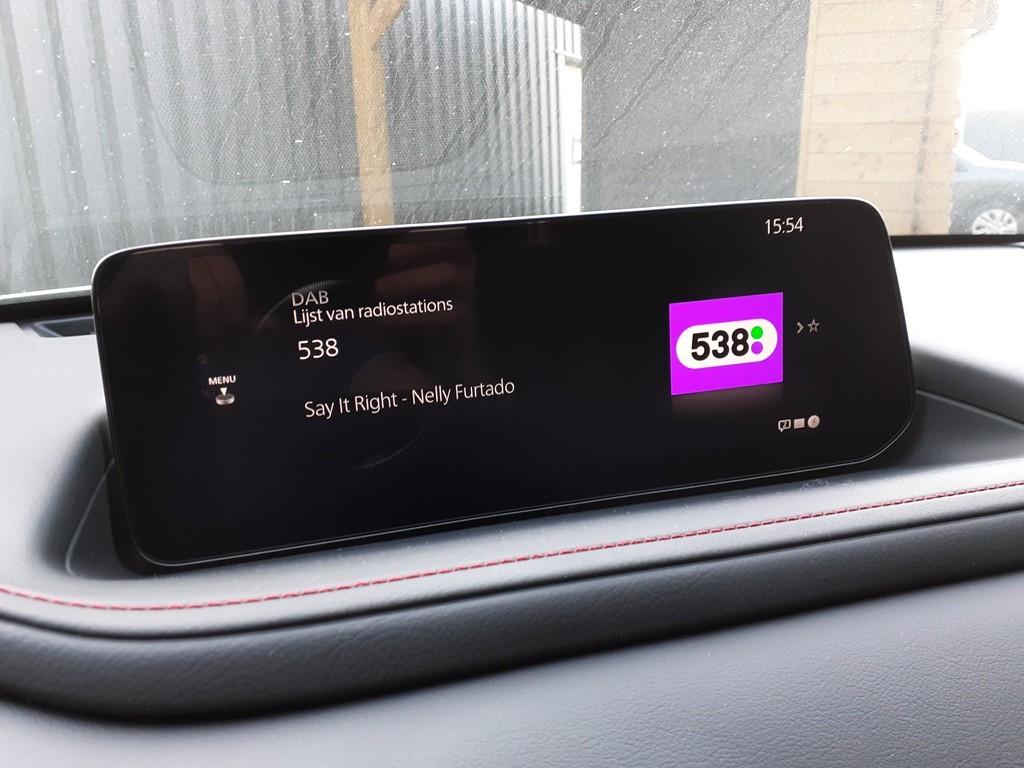 15:54
DAB
Lijst van radiostations
538
538
MENU
Say It Right - Nelly Furtado